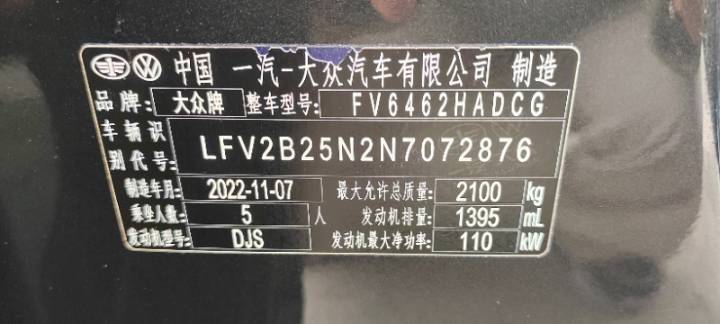 中国 一汽-大众汽车有限公司 制造
品牌: 大众牌 整车型号: FV6462HADCG
车辆识别代号: LFV2B25N2N7072876
制造年月: 2022-11-07 最大允许总质量: 2100 kg
乘坐人数: 5 人 发动机排量: 1395 mL
发动机型号: DJS 发动机最大净功率: 110 kW